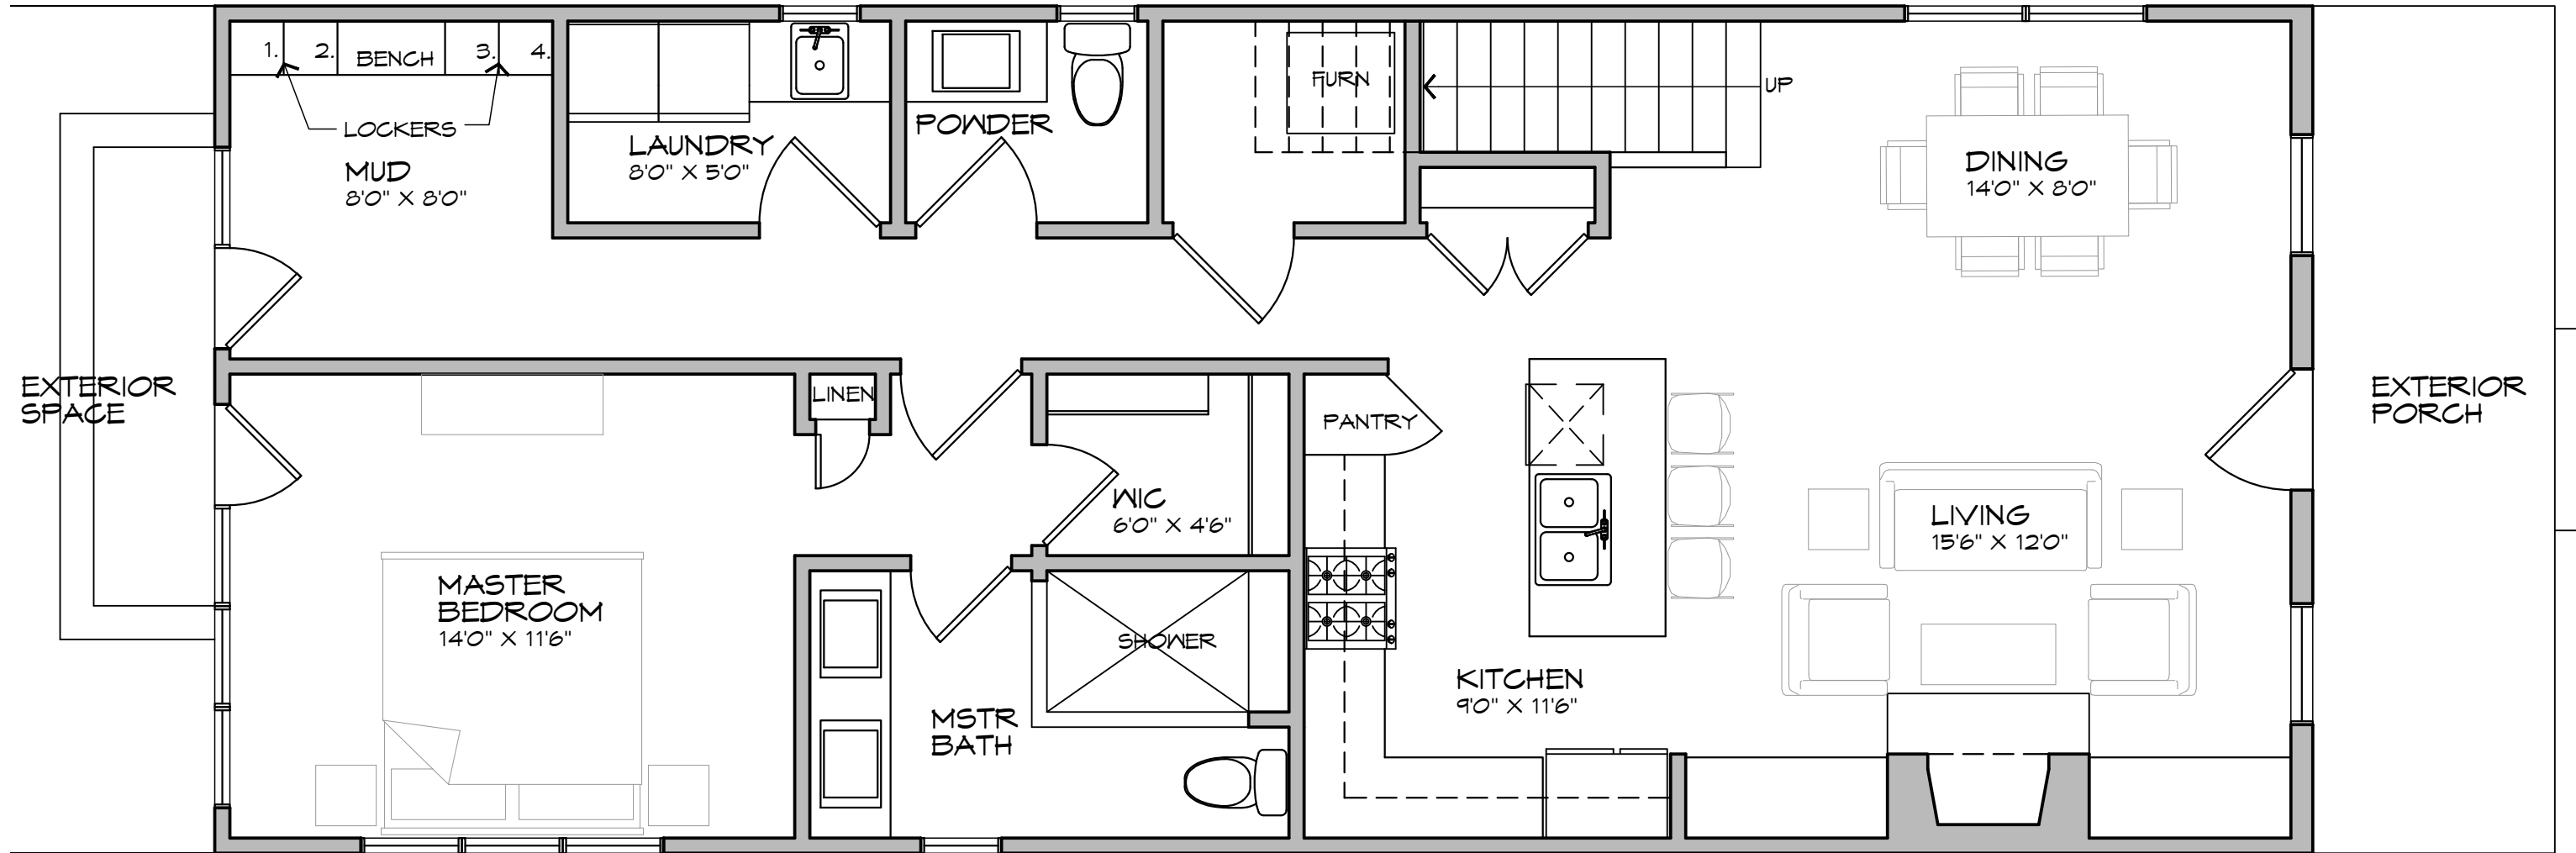 1.
2.
BENCH
3.
4.
LOCKERS
MUD
8'0" X 8'0"
LAUNDRY
8'0" X 5'0"
POWDER
FURN
UP
DINING
14'0" X 8'0"
EXTERIOR
SPACE
LINEN
PANTRY
EXTERIOR
PORCH
WIC
6'0" X 4'6"
LIVING
15'6" X 12'0"
MASTER
BEDROOM
14'0" X 11'6"
SHOWER
KITCHEN
9'0" X 11'6"
MSTR
BATH